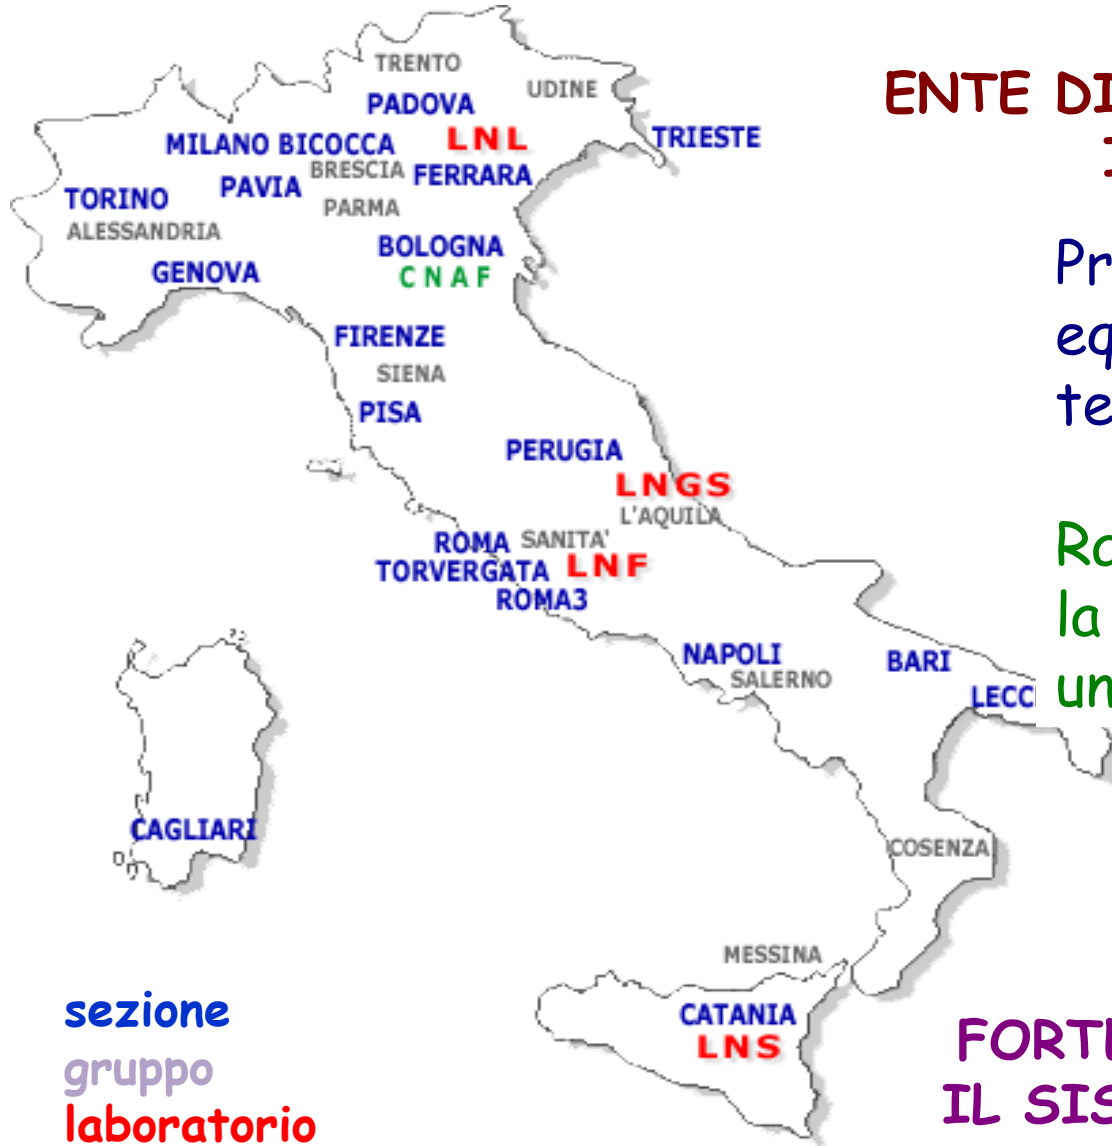 TRENTO
UDINE
PADOVA
MILANO BICOCCA
LNL
TRIESTE
BRESCIA
FERRARA
PAVIA
TORINO
PARMA
ALESSANDRIA
BOLOGNA
CNAF
GENOVA
FIRENZE
SIENA
PISA
PERUGIA
LNGS
L'AQUILA
ROMA
SANITA'
TORVERGATA
LNF
ROMA3
NAPOLI
SALERNO
BARI
LECC
CAGLIARI
COSENZA
MESSINA
CATANIA
LNS
sezione
gruppo
laboratorio
ENTE DI
Pr
eq
te
la
un
FORT
IL SIS